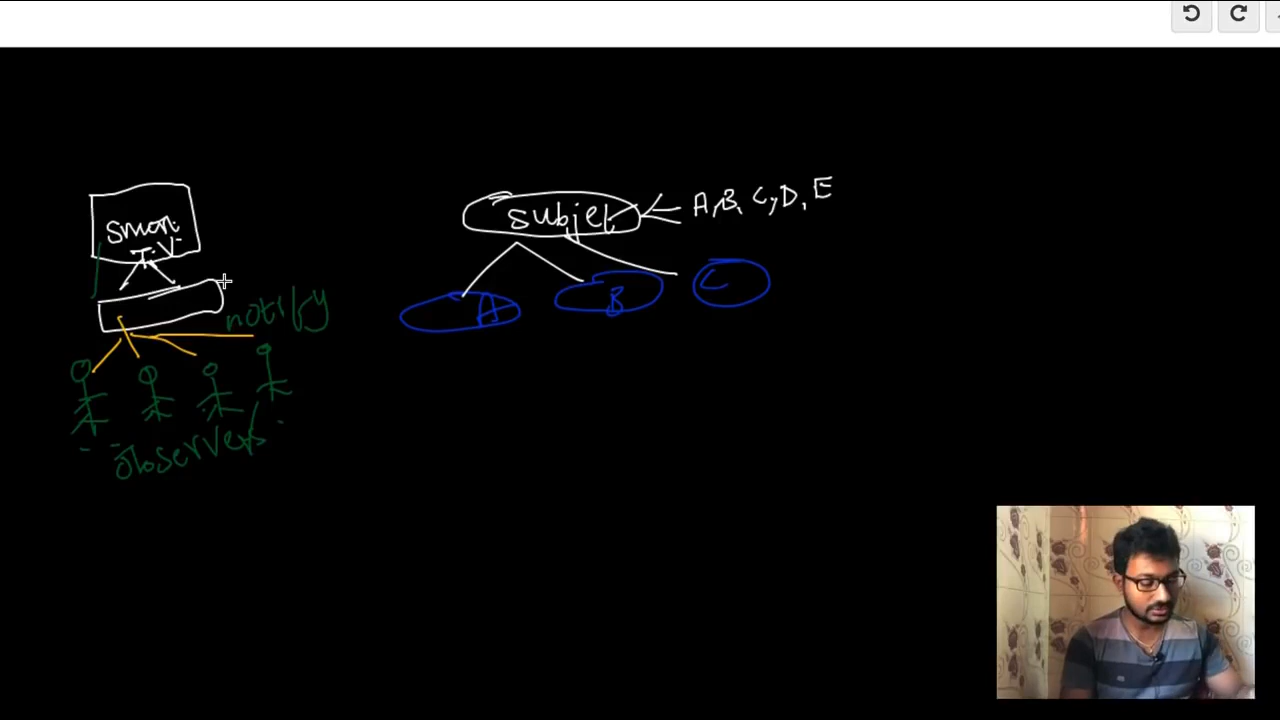 smart
T.V.
notify
observers
subject
A, B, C, D, E
A
B
C